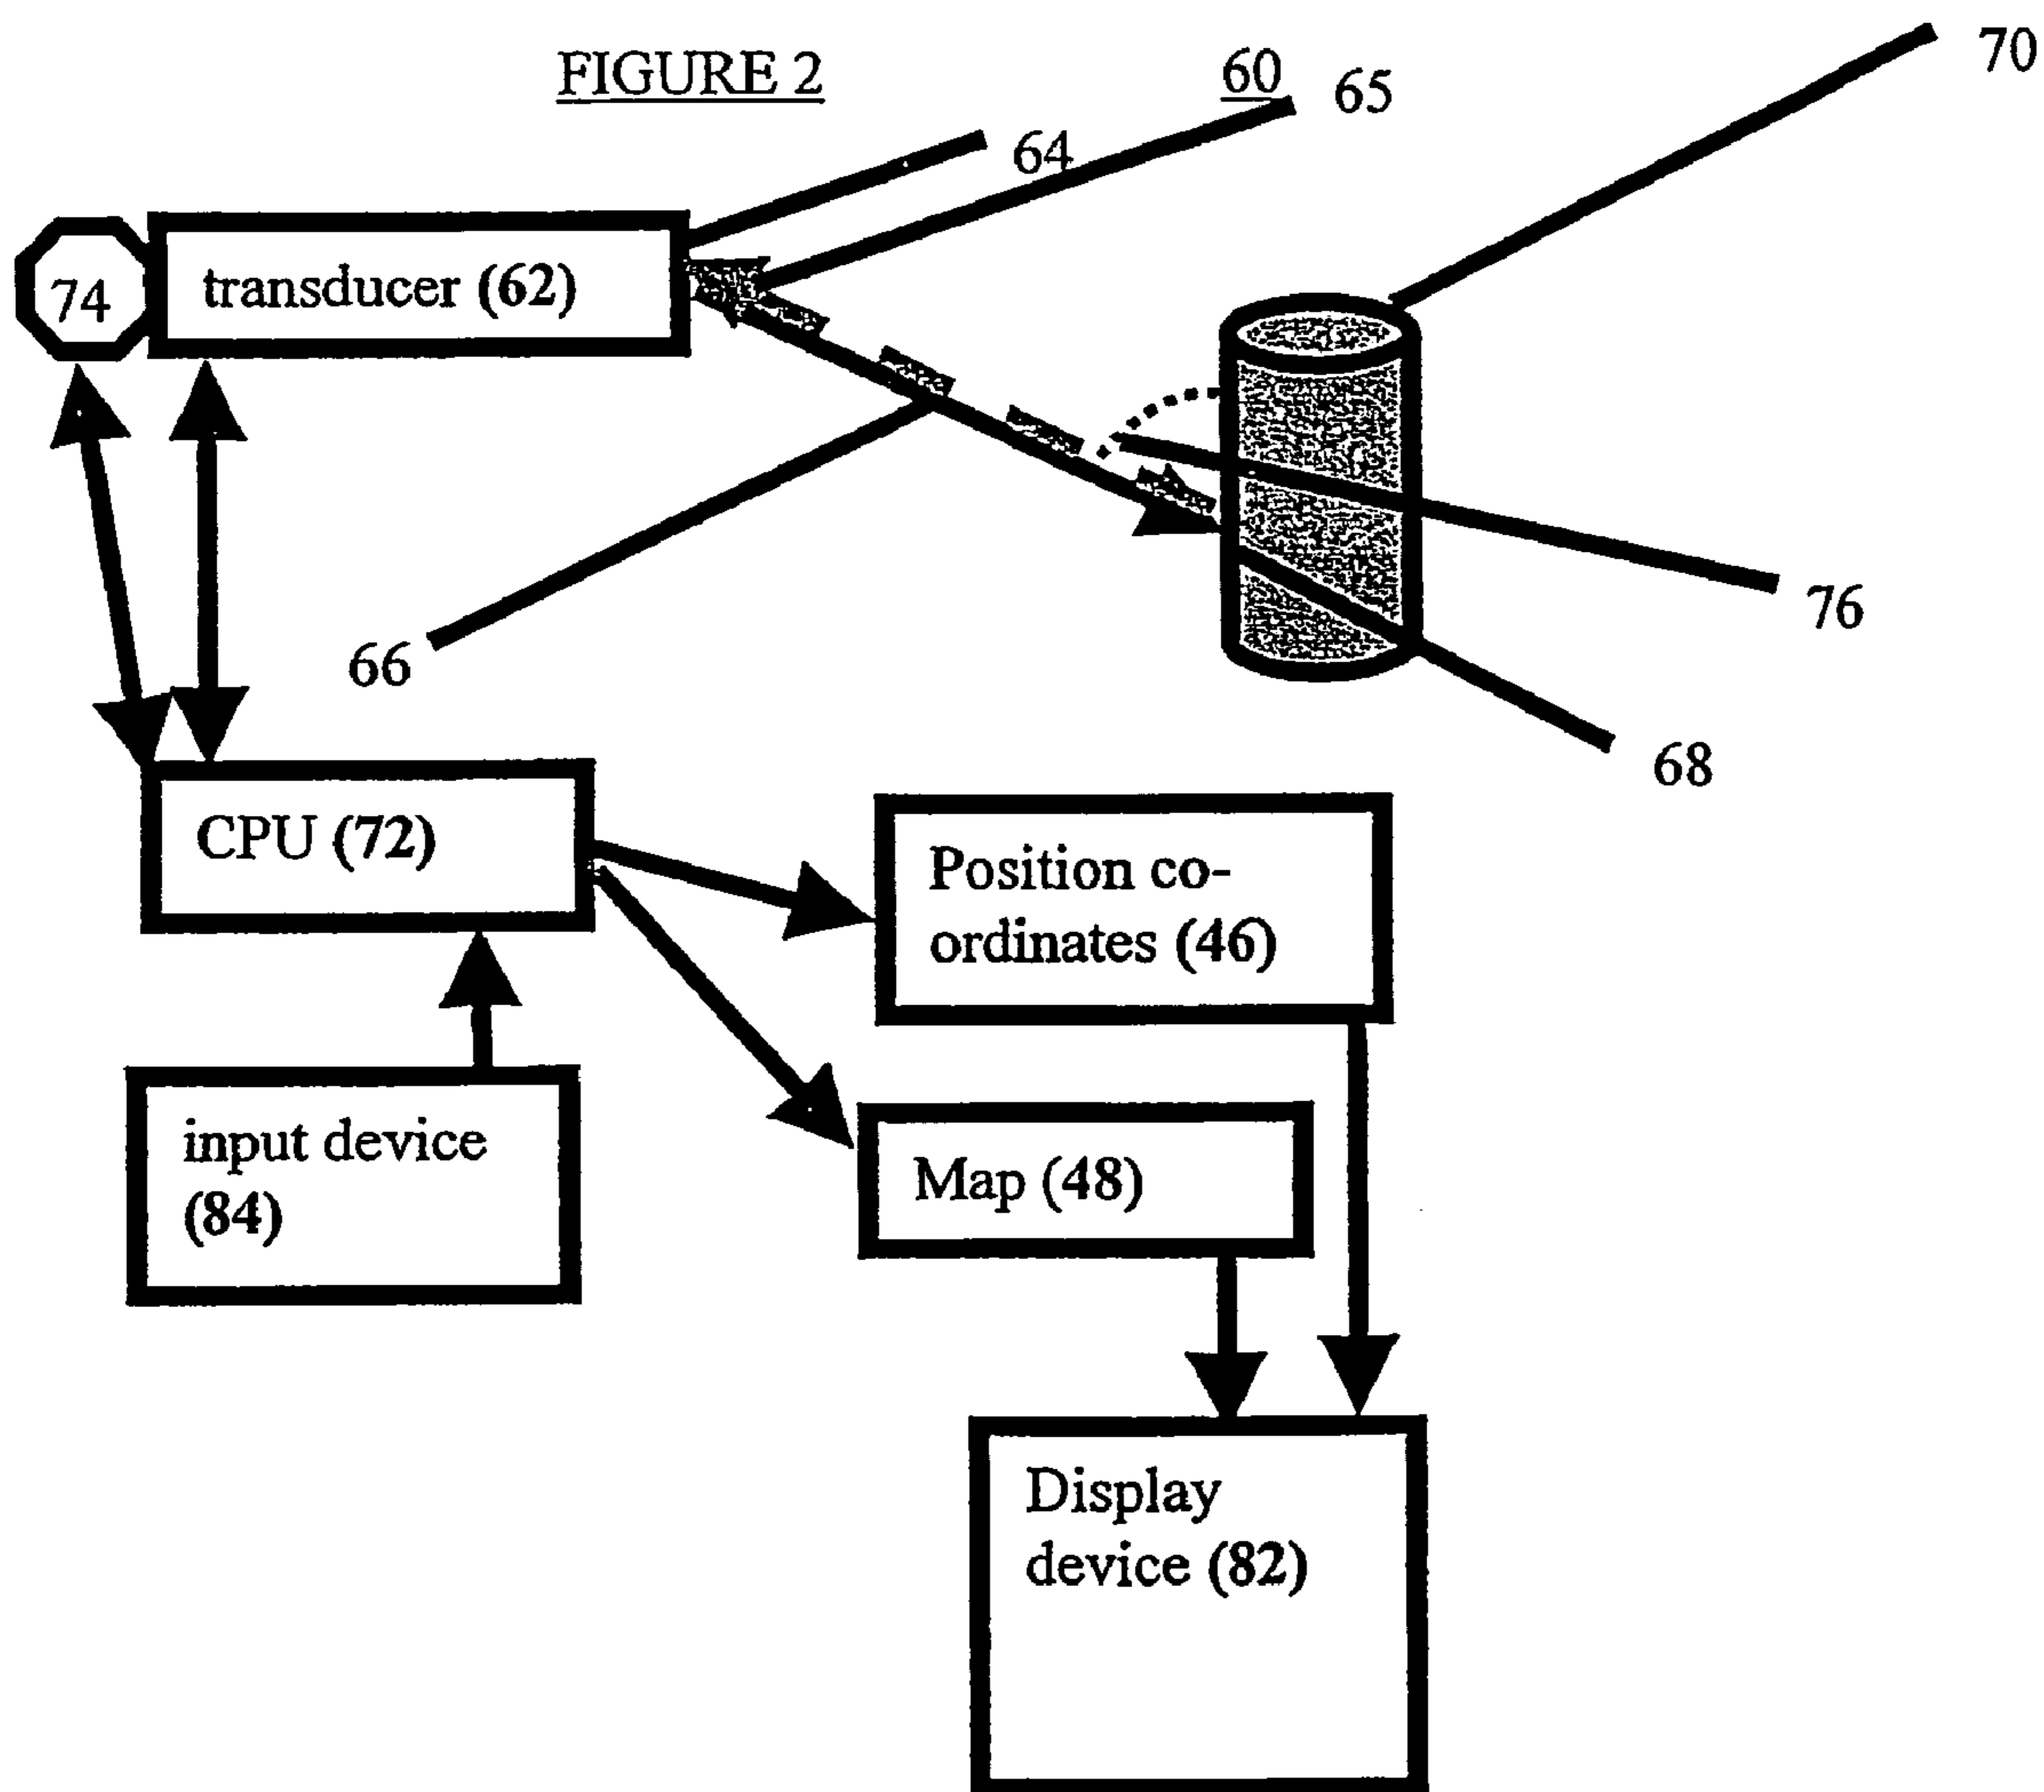 FIGURE 2
60
65
70
64
74
transducer (62)
66
76
68
CPU (72)
Position co-
ordinates (46)
input device
(84)
Map (48)
Display
device (82)